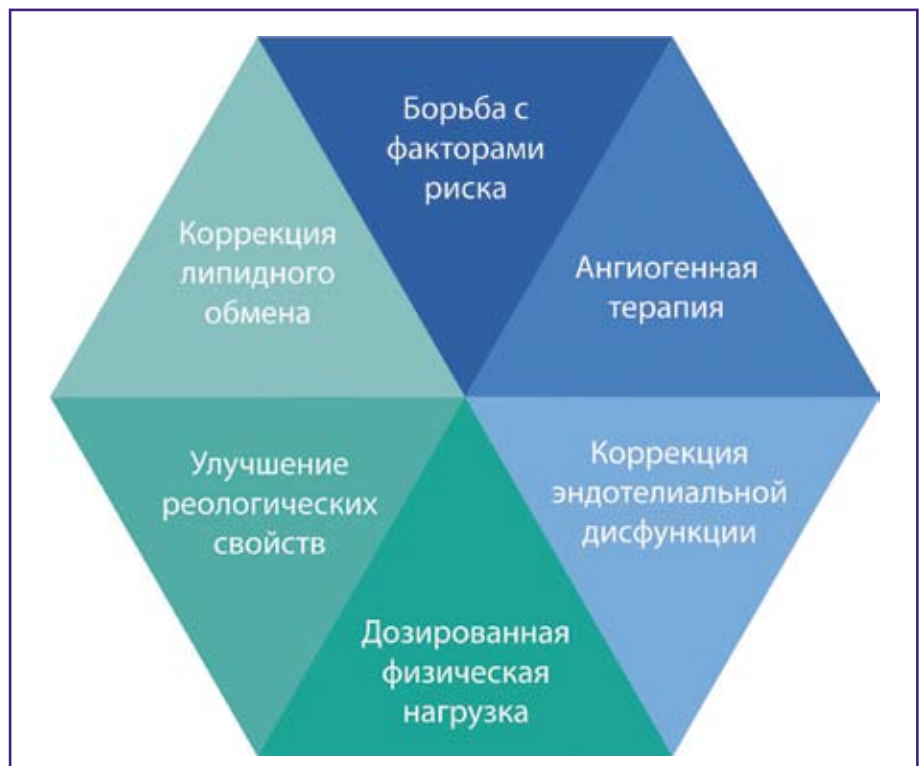 Борьба с
факторами
риска
Ангиогенная
терапия
Коррекция
эндотелиальной
дисфункции
Дозированная
физическая
нагрузка
Улучшение
реологических
свойств
Коррекция
липидного
обмена